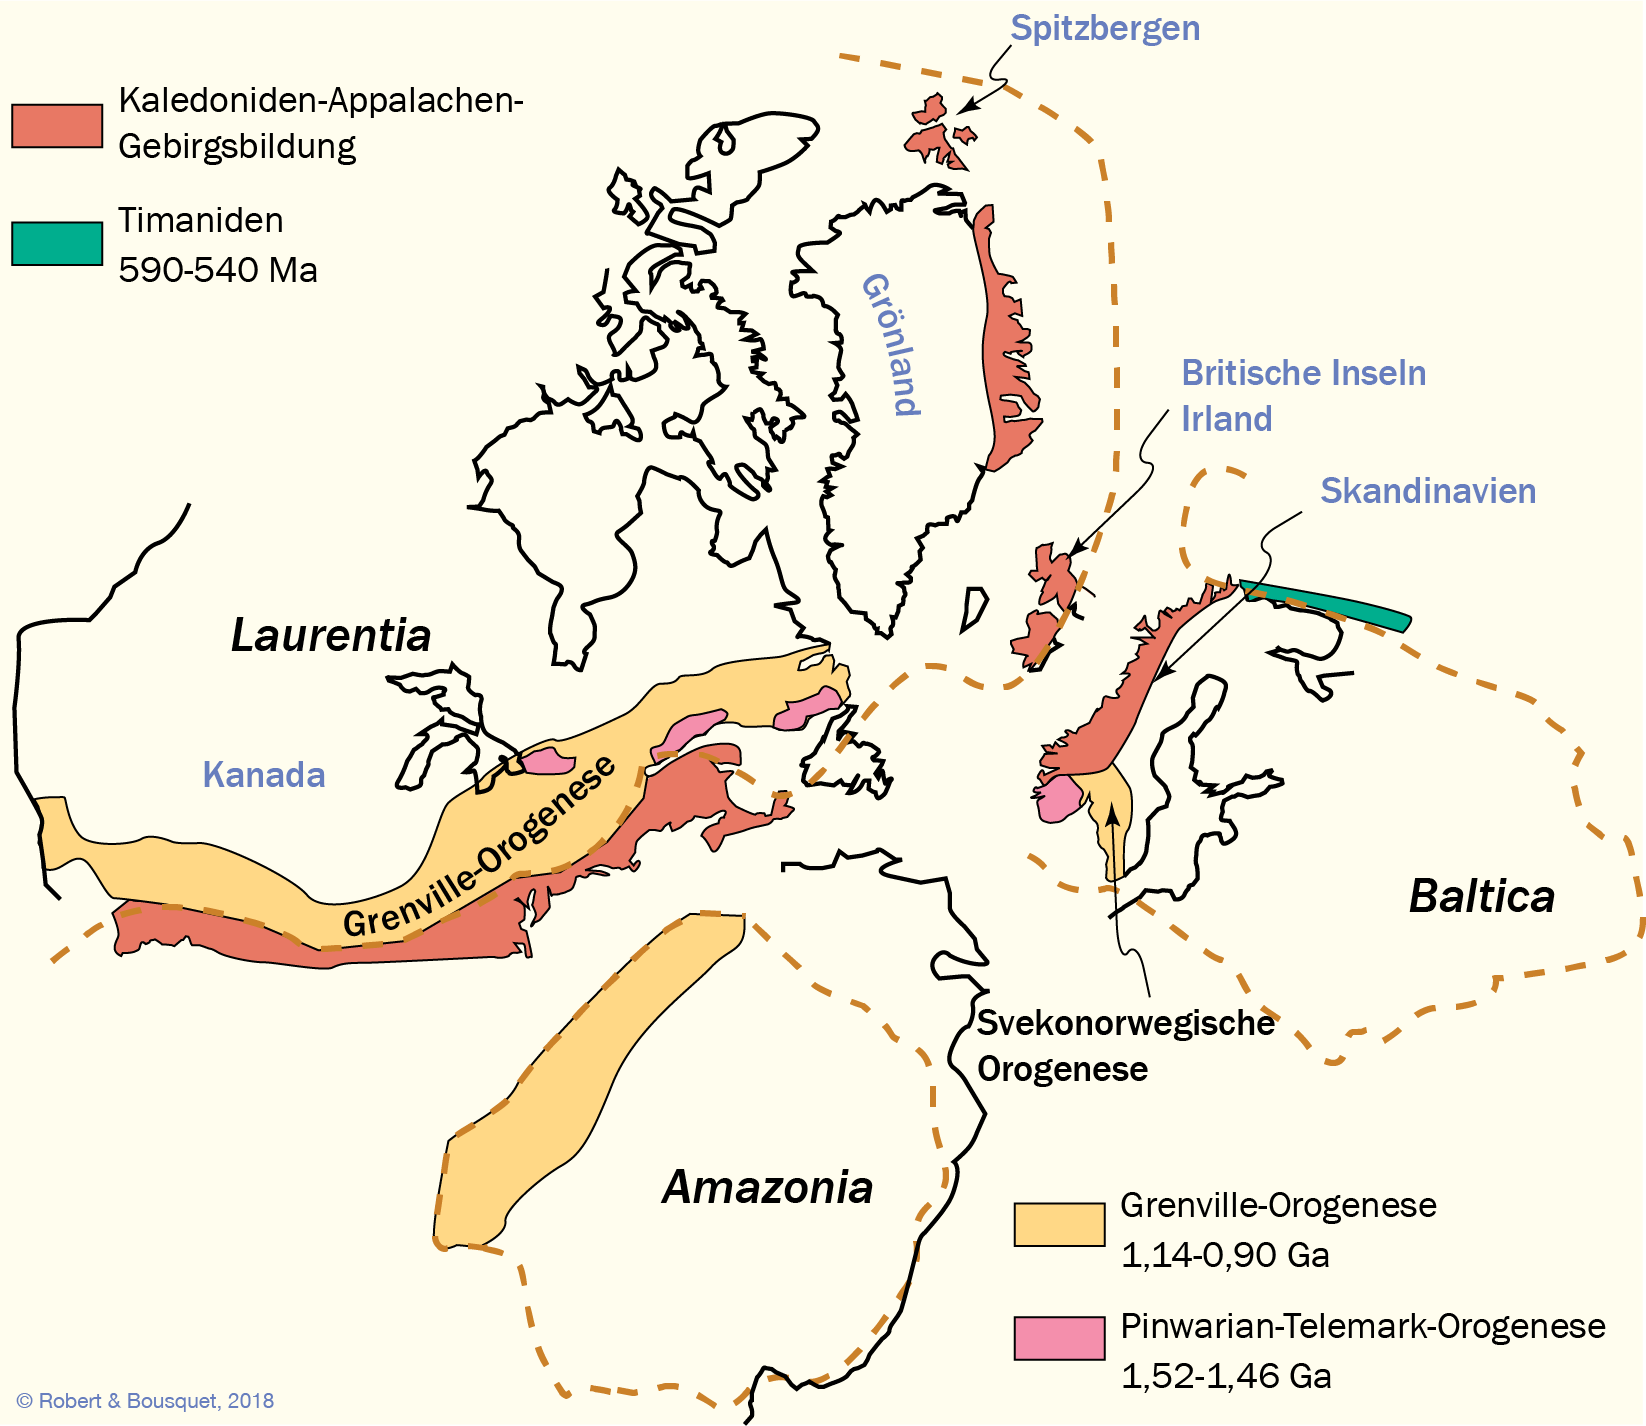 Spitzbergen
Kaledoniden-Appalachen-
Gebirgsbildung
Timaniden
590-540 Ma
Grönland
Britische Inseln
Irland
Skandinavien
Laurentia
Kanada
Grenville-Orogenese
Baltica
Svekonorwegische
Orogenese
Amazonia
Grenville-Orogenese
1,14-0,90 Ga
Pinwarian-Telemark-Orogenese
1,52-1,46 Ga
© Robert & Bousquet, 2018